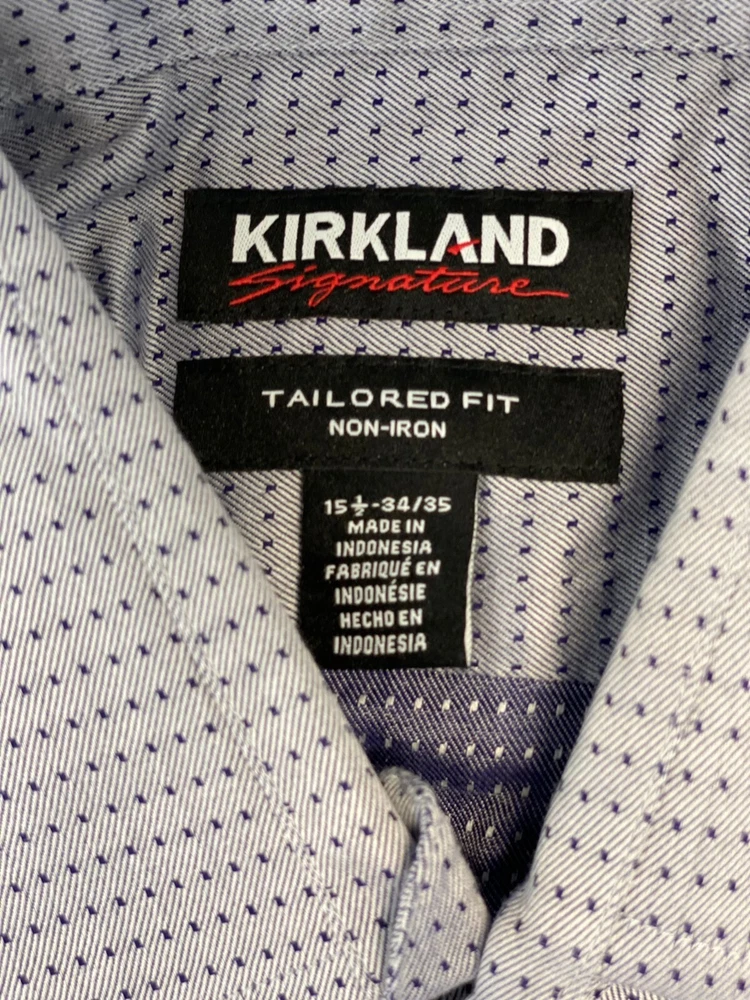 KIRKLAND
Signature
TAILORED FIT
NON-IRON
15½-34/35
MADE IN
INDONESIA
FABRIQUÉ EN
INDONÉSIE
HECHO EN
INDONESIA